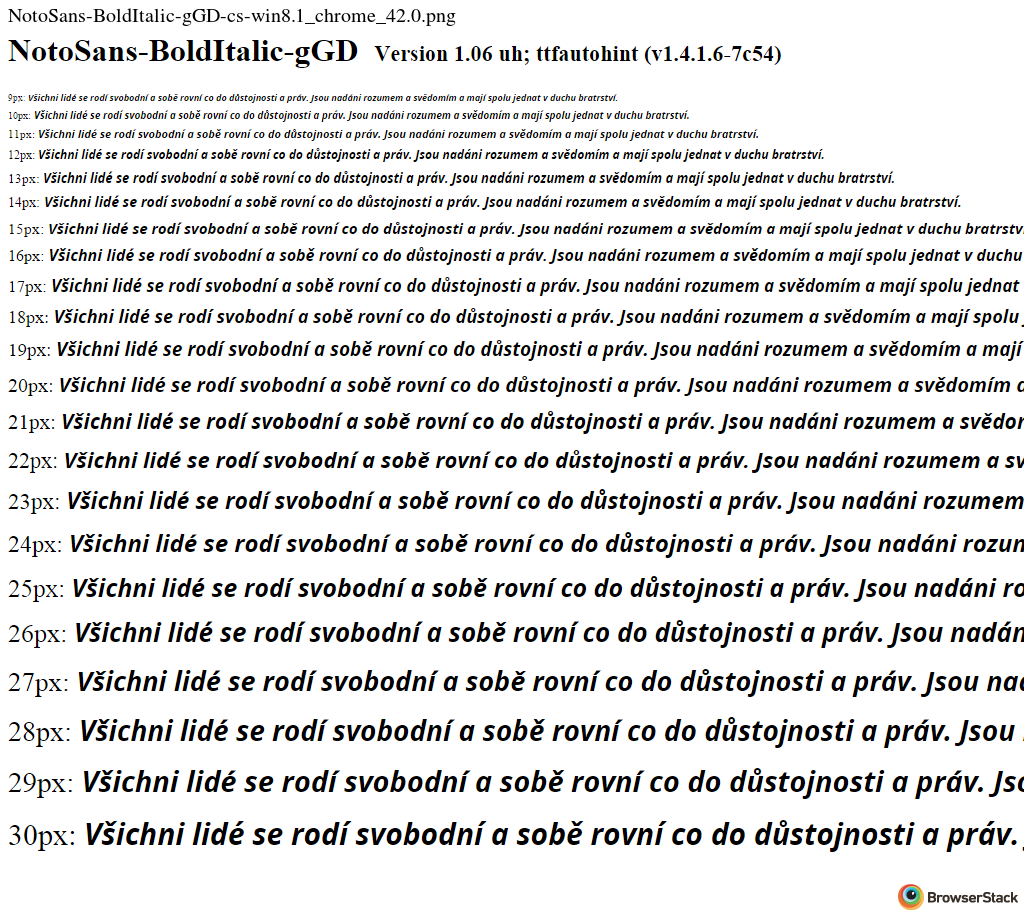 NotoSans-BoldItalic-gGD-cs-win8.1_chrome_42.0.png
NotoSans-BoldItalic-gGD Version 1.06 uh; ttfautohint (v1.4.1.6-7c54)
9px: Všichni lidé se rodí svobodní a sobě rovní co do důstojnosti a práv. Jsou nadáni rozumem a svědomím a mají spolu jednat v duchu bratrství.
10px: Všichni lidé se rodí svobodní a sobě rovní co do důstojnosti a práv. Jsou nadáni rozumem a svědomím a mají spolu jednat v duchu bratrství.
11px: Všichni lidé se rodí svobodní a sobě rovní co do důstojnosti a práv. Jsou nadáni rozumem a svědomím a mají spolu jednat v duchu bratrství.
12px: Všichni lidé se rodí svobodní a sobě rovní co do důstojnosti a práv. Jsou nadáni rozumem a svědomím a mají spolu jednat v duchu bratrství.
13px: Všichni lidé se rodí svobodní a sobě rovní co do důstojnosti a práv. Jsou nadáni rozumem a svědomím a mají spolu jednat v duchu bratrství.
14px: Všichni lidé se rodí svobodní a sobě rovní co do důstojnosti a práv. Jsou nadáni rozumem a svědomím a mají spolu jednat v duchu bratrství.
15px: Všichni lidé se rodí svobodní a sobě rovní co do důstojnosti a práv. Jsou nadáni rozumem a svědomím a mají spolu jednat v duchu bratrstv
16px: Všichni lidé se rodí svobodní a sobě rovní co do důstojnosti a práv. Jsou nadáni rozumem a svědomím a mají spolu jednat v duchu
17px: Všichni lidé se rodí svobodní a sobě rovní co do důstojnosti a práv. Jsou nadáni rozumem a svědomím a mají spolu jednat
18px: Všichni lidé se rodí svobodní a sobě rovní co do důstojnosti a práv. Jsou nadáni rozumem a svědomím a mají spolu
19px: Všichni lidé se rodí svobodní a sobě rovní co do důstojnosti a práv. Jsou nadáni rozumem a svědomím a mají
20px: Všichni lidé se rodí svobodní a sobě rovní co do důstojnosti a práv. Jsou nadáni rozumem a svědomím a
21px: Všichni lidé se rodí svobodní a sobě rovní co do důstojnosti a práv. Jsou nadáni rozumem a svědom
22px: Všichni lidé se rodí svobodní a sobě rovní co do důstojnosti a práv. Jsou nadáni rozumem a sv
23px: Všichni lidé se rodí svobodní a sobě rovní co do důstojnosti a práv. Jsou nadáni rozumem
24px: Všichni lidé se rodí svobodní a sobě rovní co do důstojnosti a práv. Jsou nadáni rozum
25px: Všichni lidé se rodí svobodní a sobě rovní co do důstojnosti a práv. Jsou nadáni ro
26px: Všichni lidé se rodí svobodní a sobě rovní co do důstojnosti a práv. Jsou nadán
27px: Všichni lidé se rodí svobodní a sobě rovní co do důstojnosti a práv. Jsou nad
28px: Všichni lidé se rodí svobodní a sobě rovní co do důstojnosti a práv. Jsou
29px: Všichni lidé se rodí svobodní a sobě rovní co do důstojnosti a práv. Jso
30px: Všichni lidé se rodí svobodní a sobě rovní co do důstojnosti a práv.
BrowserStack